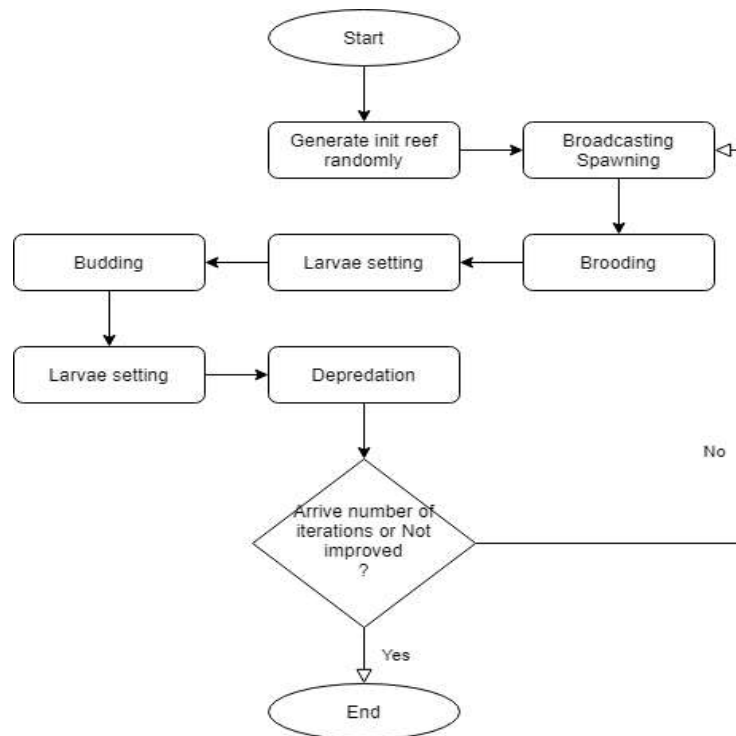 Start
Generate init reef
randomly
Broadcasting
Spawning
Budding
Larvae setting
Brooding
Larvae setting
Depredation
No
Arrive number of
iterations or Not
improved
?
Yes
End